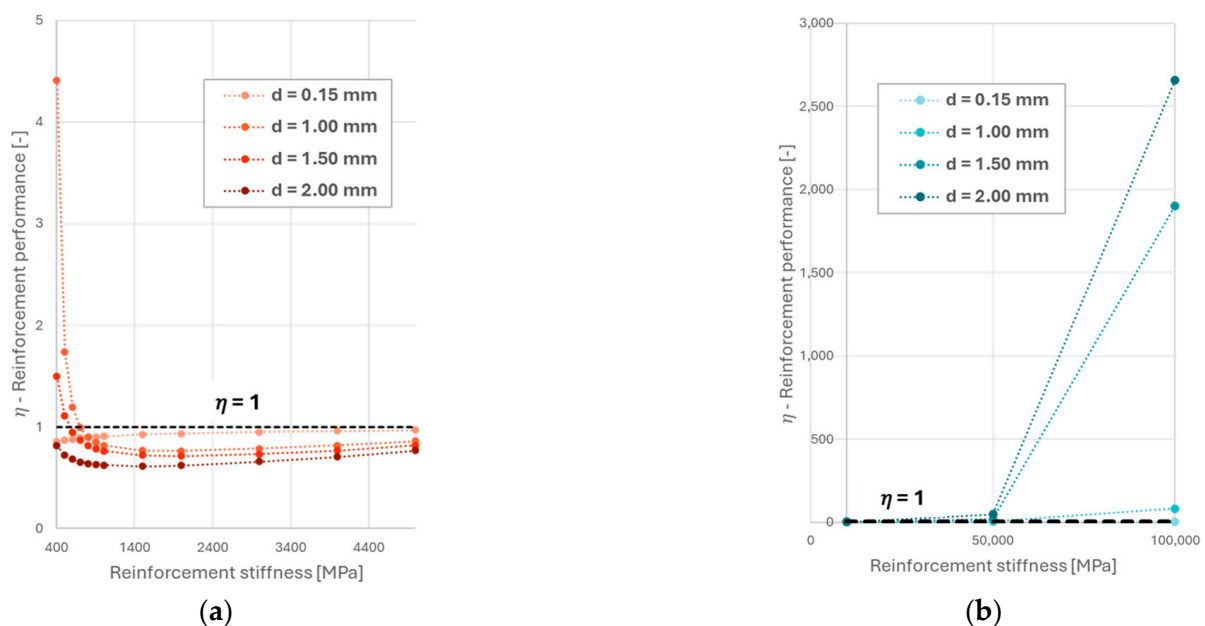 5
4
3
2
1
0
η - Reinforcement performance [-]
d = 0.15 mm
d = 1.00 mm
d = 1.50 mm
d = 2.00 mm
η = 1
400
1400
2400
3400
4400
Reinforcement stiffness [MPa]
(a)
3,000
2,500
2,000
1,500
1,000
500
0
η - Reinforcement performance [-]
d = 0.15 mm
d = 1.00 mm
d = 1.50 mm
d = 2.00 mm
η = 1
0
50,000
100,000
Reinforcement stiffness [MPa]
(b)